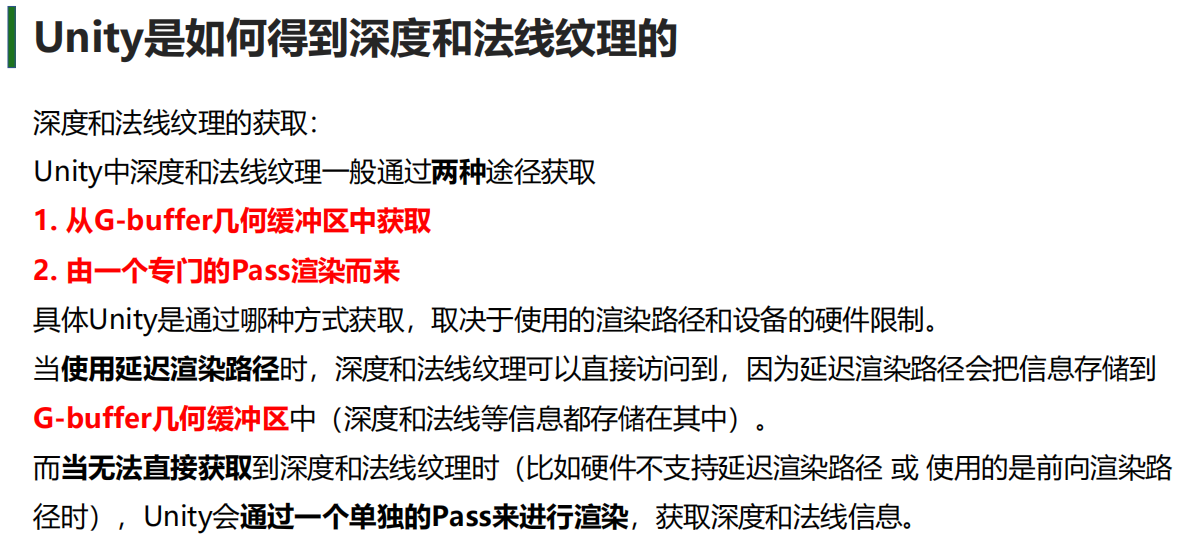 Unity是如何得到深度和法线纹理的
深度和法线纹理的获取：
Unity中深度和法线纹理一般通过两种途径获取
1. 从G-buffer几何缓冲区中获取
2. 由一个专门的Pass渲染而来
具体Unity是通过哪种方式获取，取决于使用的渲染路径和设备的硬件限制。
当使用延迟渲染路径时，深度和法线纹理可以直接访问到，因为延迟渲染路径会把信息存储到
G-buffer几何缓冲区中（深度和法线等信息都存储在其中）。
而当无法直接获取到深度和法线纹理时（比如硬件不支持延迟渲染路径 或 使用的是前向渲染路
径时），Unity会通过一个单独的Pass来进行渲染，获取深度和法线信息。